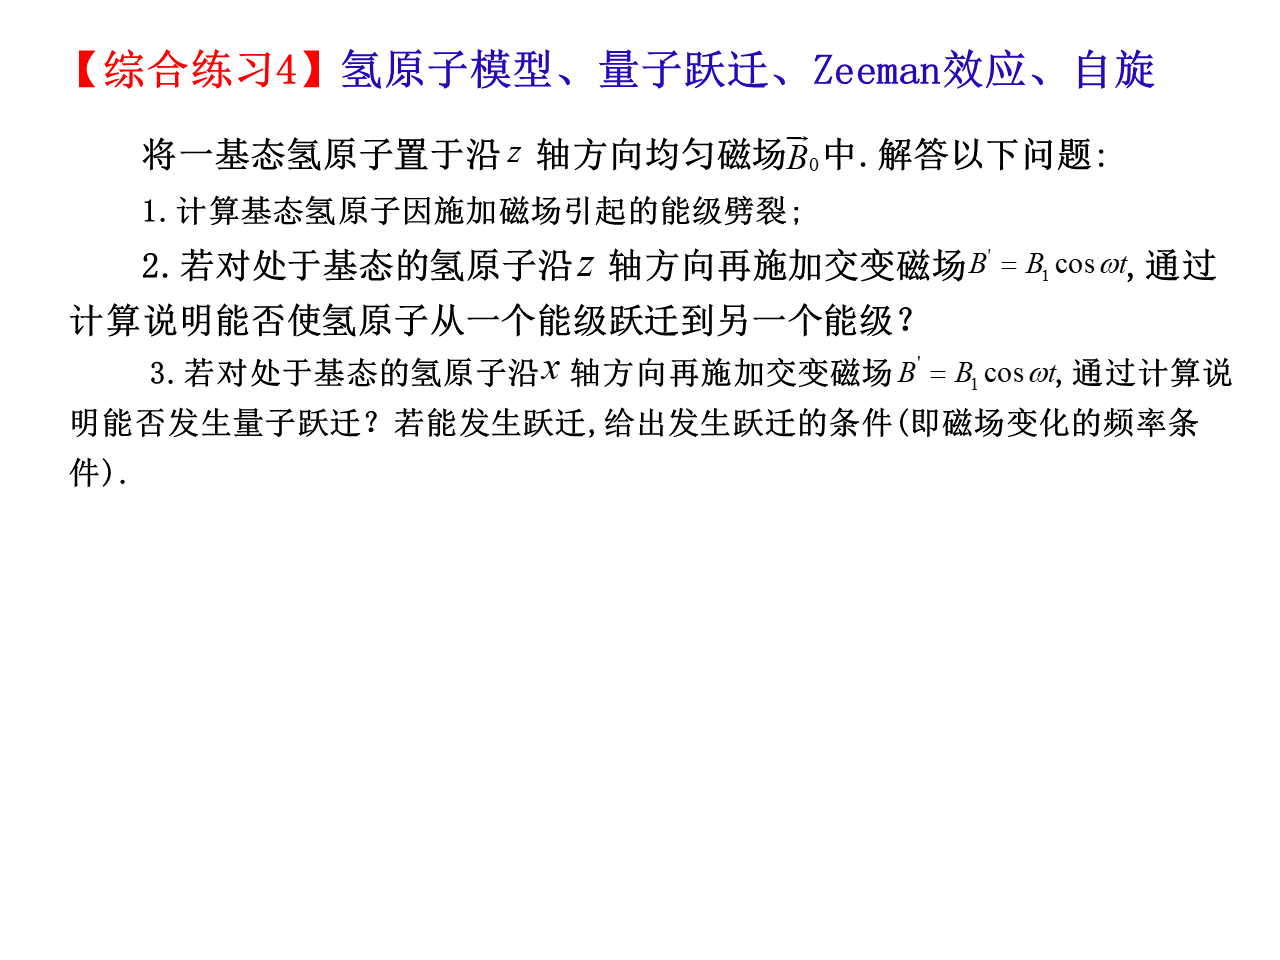 【综合练习4】氢原子模型、量子跃迁、Zeeman效应、自旋
将一基态氢原子置于沿 z 轴方向均匀磁场$\vec{B}_0$中.解答以下问题:
1.计算基态氢原子因施加磁场引起的能级劈裂;
2.若对处于基态的氢原子沿 z 轴方向再施加交变磁场$B' = B_1 \cos \omega t$,通过
计算说明能否使氢原子从一个能级跃迁到另一个能级?
3.若对处于基态的氢原子沿 x 轴方向再施加交变磁场$B' = B_1 \cos \omega t$,通过计算说
明能否发生量子跃迁?若能发生跃迁,给出发生跃迁的条件(即磁场变化的频率条
件).